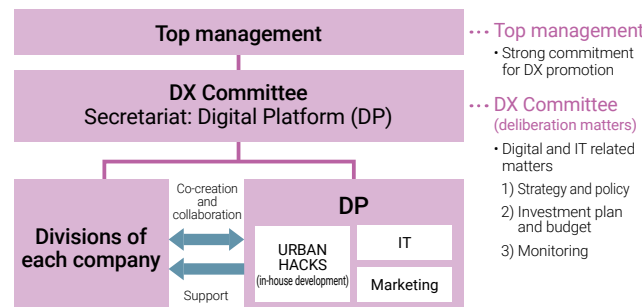 Top management
DX Committee
Secretariat: Digital Platform (DP)
Divisions of
each company
Co-creation
and
collaboration
Support
DP
URBAN
HACKS
(in-house development)
IT
Marketing
Top management
• Strong commitment
for DX promotion
DX Committee
(deliberation matters)
• Digital and IT related
matters
1) Strategy and policy
2) Investment plan
and budget
3) Monitoring